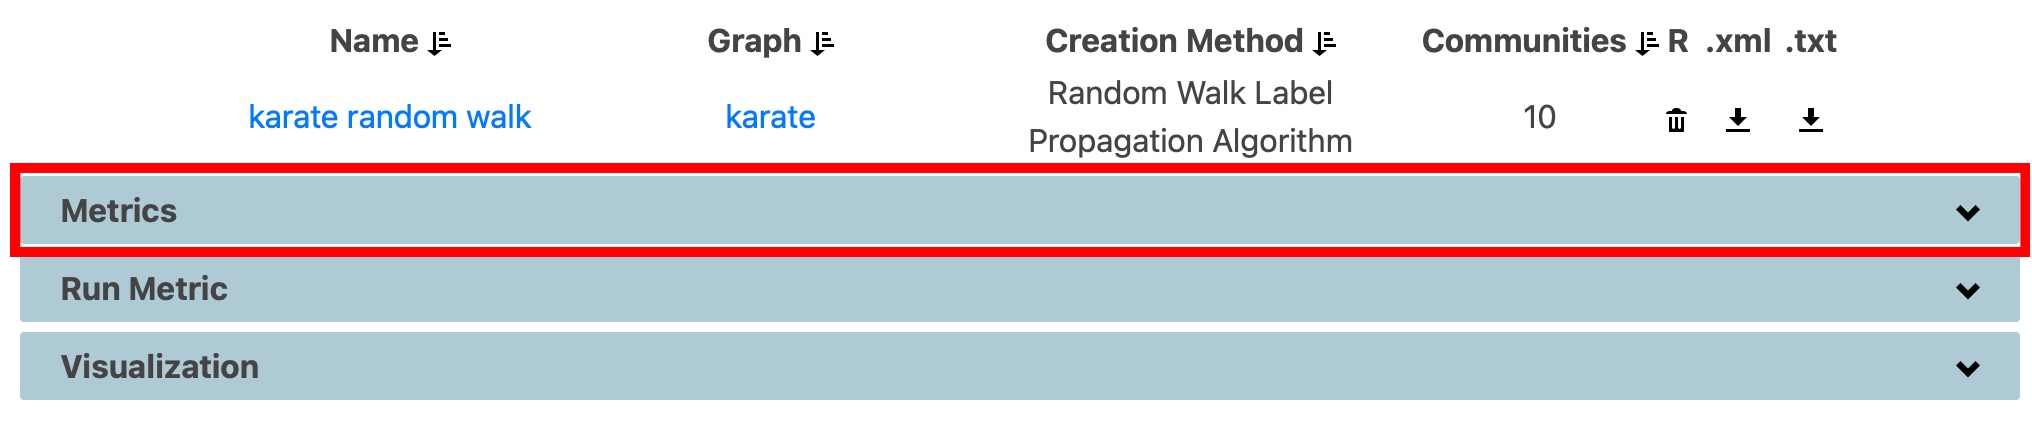 Name Graph Creation Method Communities R .xml .txt
karate random walk karate Random Walk Label Propagation Algorithm 10
Metrics
Run Metric
Visualization